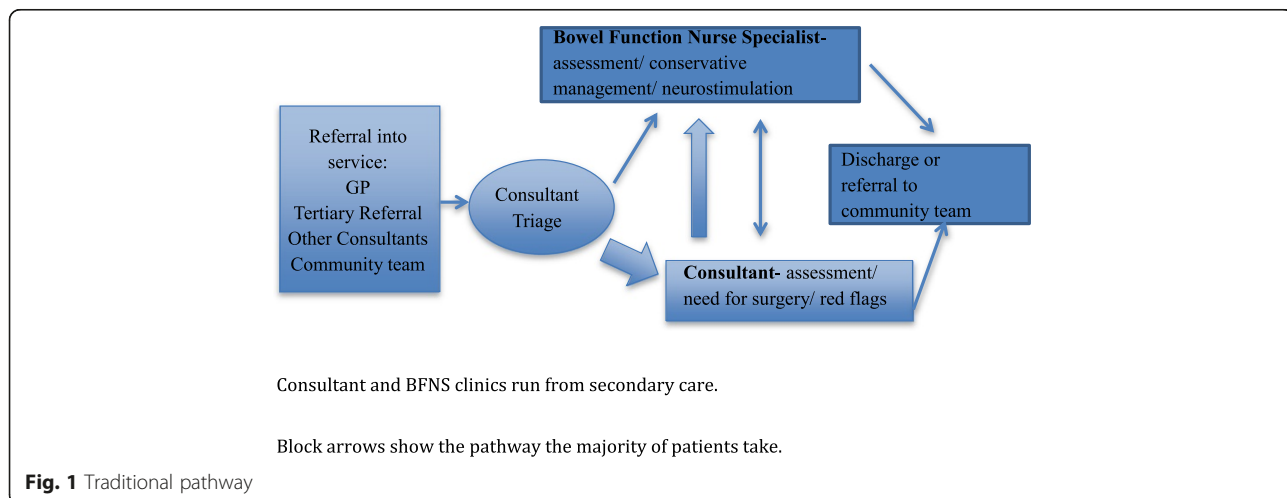 Referral into
service:
GP
Tertiary Referral
Other Consultants
Community team
Consultant
Triage
Bowel Function Nurse Specialist-
assessment/ conservative
management/ neurostimulation
Consultant- assessment/
need for surgery/ red flags
Discharge or
referral to
community team
Consultant and BFNS clinics run from secondary care.
Block arrows show the pathway the majority of patients take.
Fig. 1 Traditional pathway